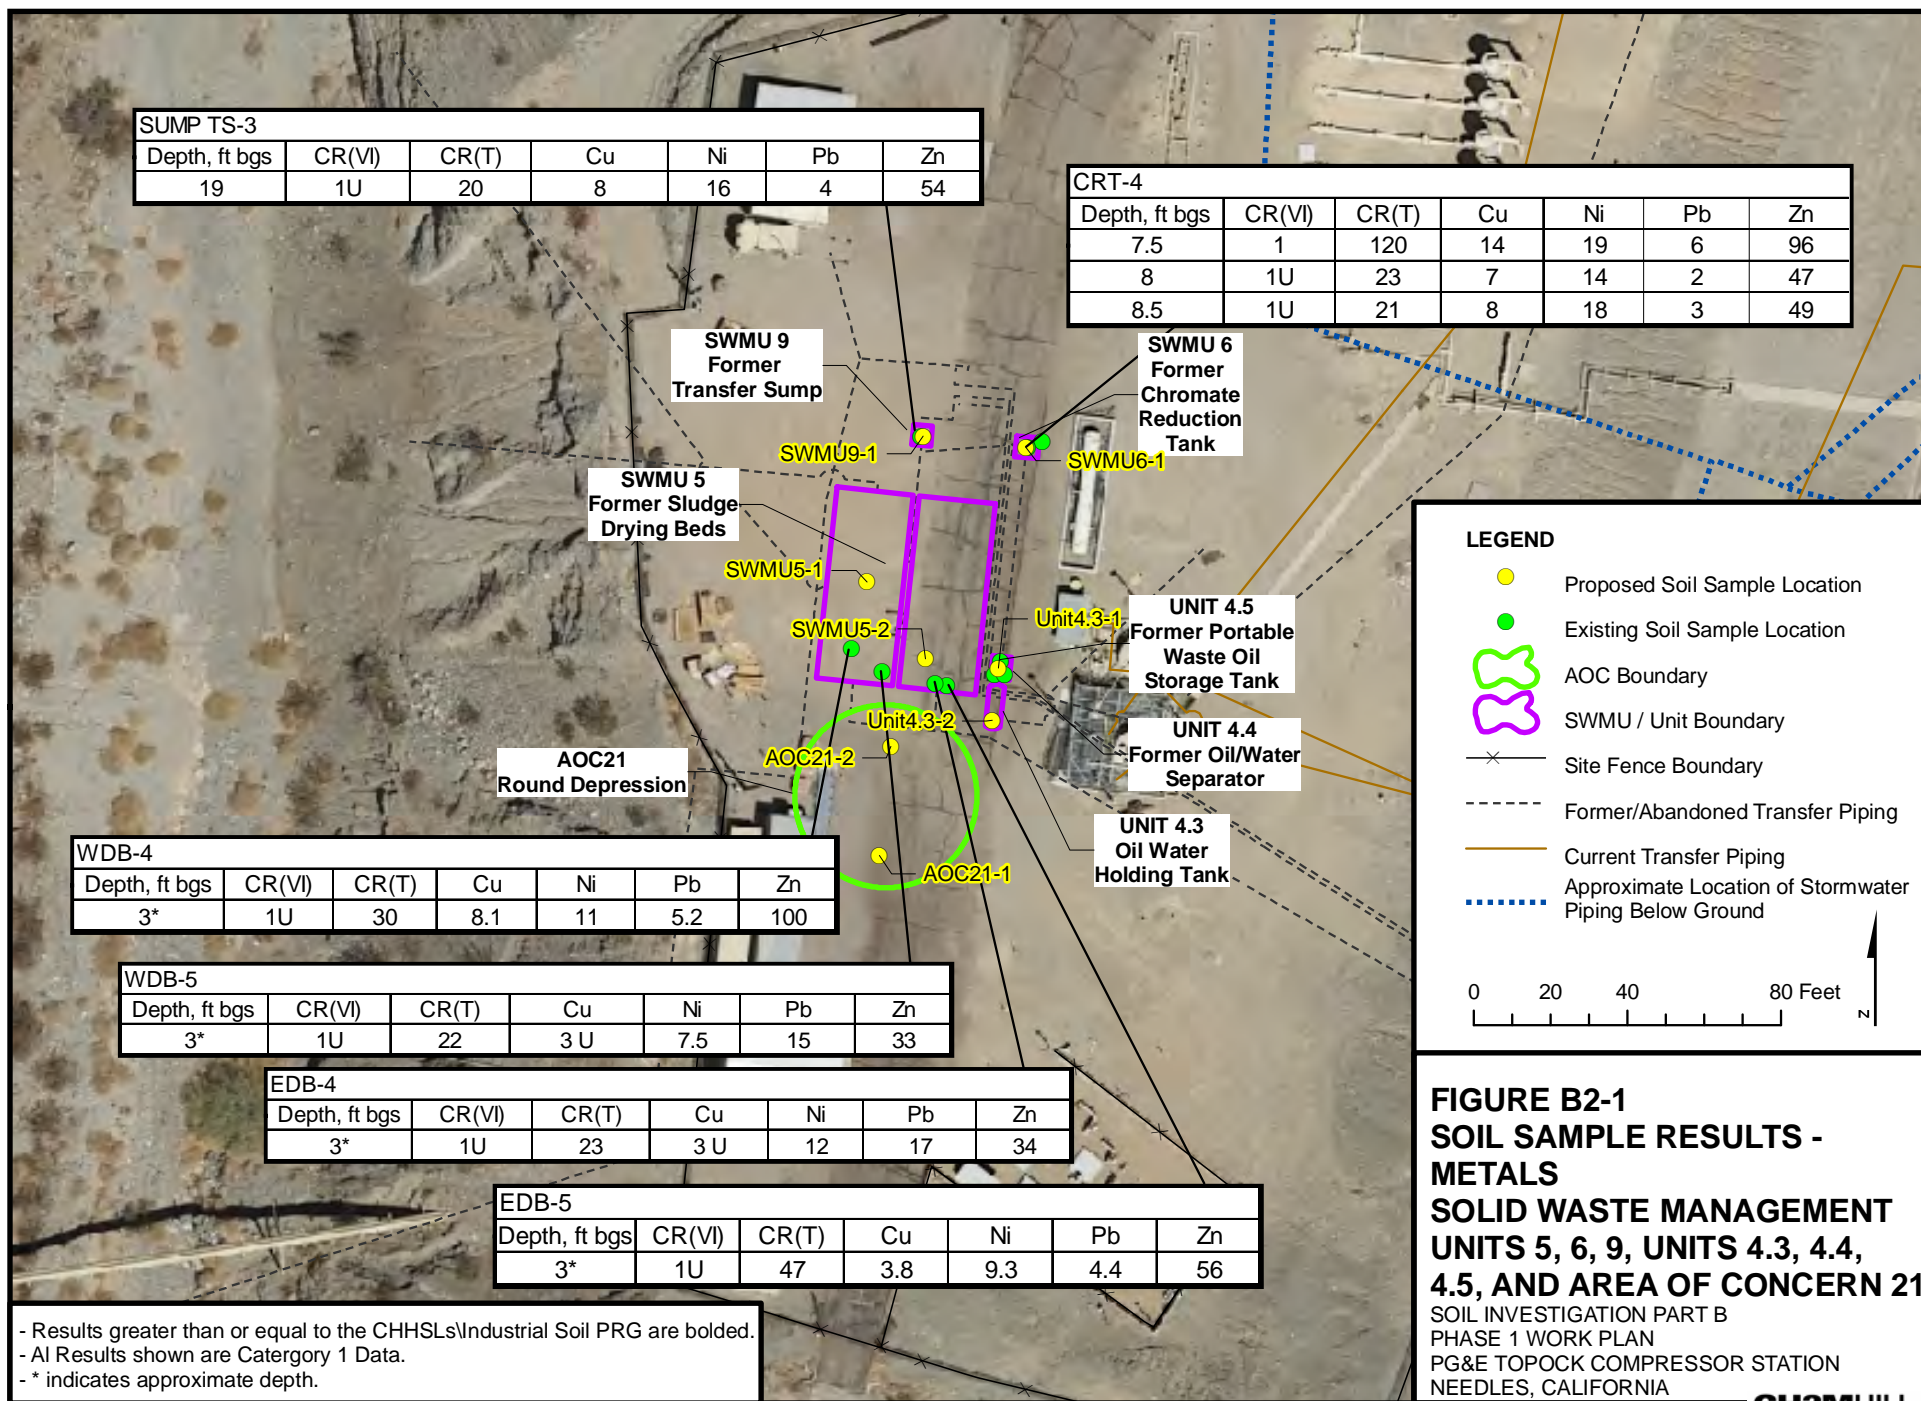 SUMP TS-3
Depth, ft bgs CR(VI) CR(T) Cu Ni Pb Zn
19 1U 20 8 16 4 54
CRT-4
Depth, ft bgs CR(VI) CR(T) Cu Ni Pb Zn
7.5 1 120 14 19 6 96
8 1U 23 7 14 2 47
8.5 1U 21 8 18 3 49
SWMU 9
Former
Transfer Sump
SWMU 6
Former
Chromate
Reduction
Tank
SWMU9-1
SWMU6-1
SWMU 5
Former Sludge
Drying Beds
SWMU5-1
SWMU5-2
Unit4.3-1
UNIT 4.5
Former Portable
Waste Oil
Storage Tank
Unit4.3-2
UNIT 4.4
Former Oil/Water
Separator
AOC21
Round Depression
AOC21-2
UNIT 4.3
Oil Water
Holding Tank
AOC21-1
WDB-4
Depth, ft bgs CR(VI) CR(T) Cu Ni Pb Zn
3* 1U 30 8.1 11 5.2 100
WDB-5
Depth, ft bgs CR(VI) CR(T) Cu Ni Pb Zn
3* 1U 22 3 U 7.5 15 33
EDB-4
Depth, ft bgs CR(VI) CR(T) Cu Ni Pb Zn
3* 1U 23 3 U 12 17 34
EDB-5
Depth, ft bgs CR(VI) CR(T) Cu Ni Pb Zn
3* 1U 47 3.8 9.3 4.4 56
- Results greater than or equal to the CHHSLs\Industrial Soil PRG are bolded.
- Al Results shown are Catergory 1 Data.
- * indicates approximate depth.
LEGEND
Proposed Soil Sample Location
Existing Soil Sample Location
AOC Boundary
SWMU / Unit Boundary
Site Fence Boundary
Former/Abandoned Transfer Piping
Current Transfer Piping
Approximate Location of Stormwater
Piping Below Ground
0 20 40 80 Feet
Z
FIGURE B2-1
SOIL SAMPLE RESULTS -
METALS
SOLID WASTE MANAGEMENT
UNITS 5, 6, 9, UNITS 4.3, 4.4,
4.5, AND AREA OF CONCERN 21
SOIL INVESTIGATION PART B
PHASE 1 WORK PLAN
PG&E TOPOCK COMPRESSOR STATION
NEEDLES, CALIFORNIA